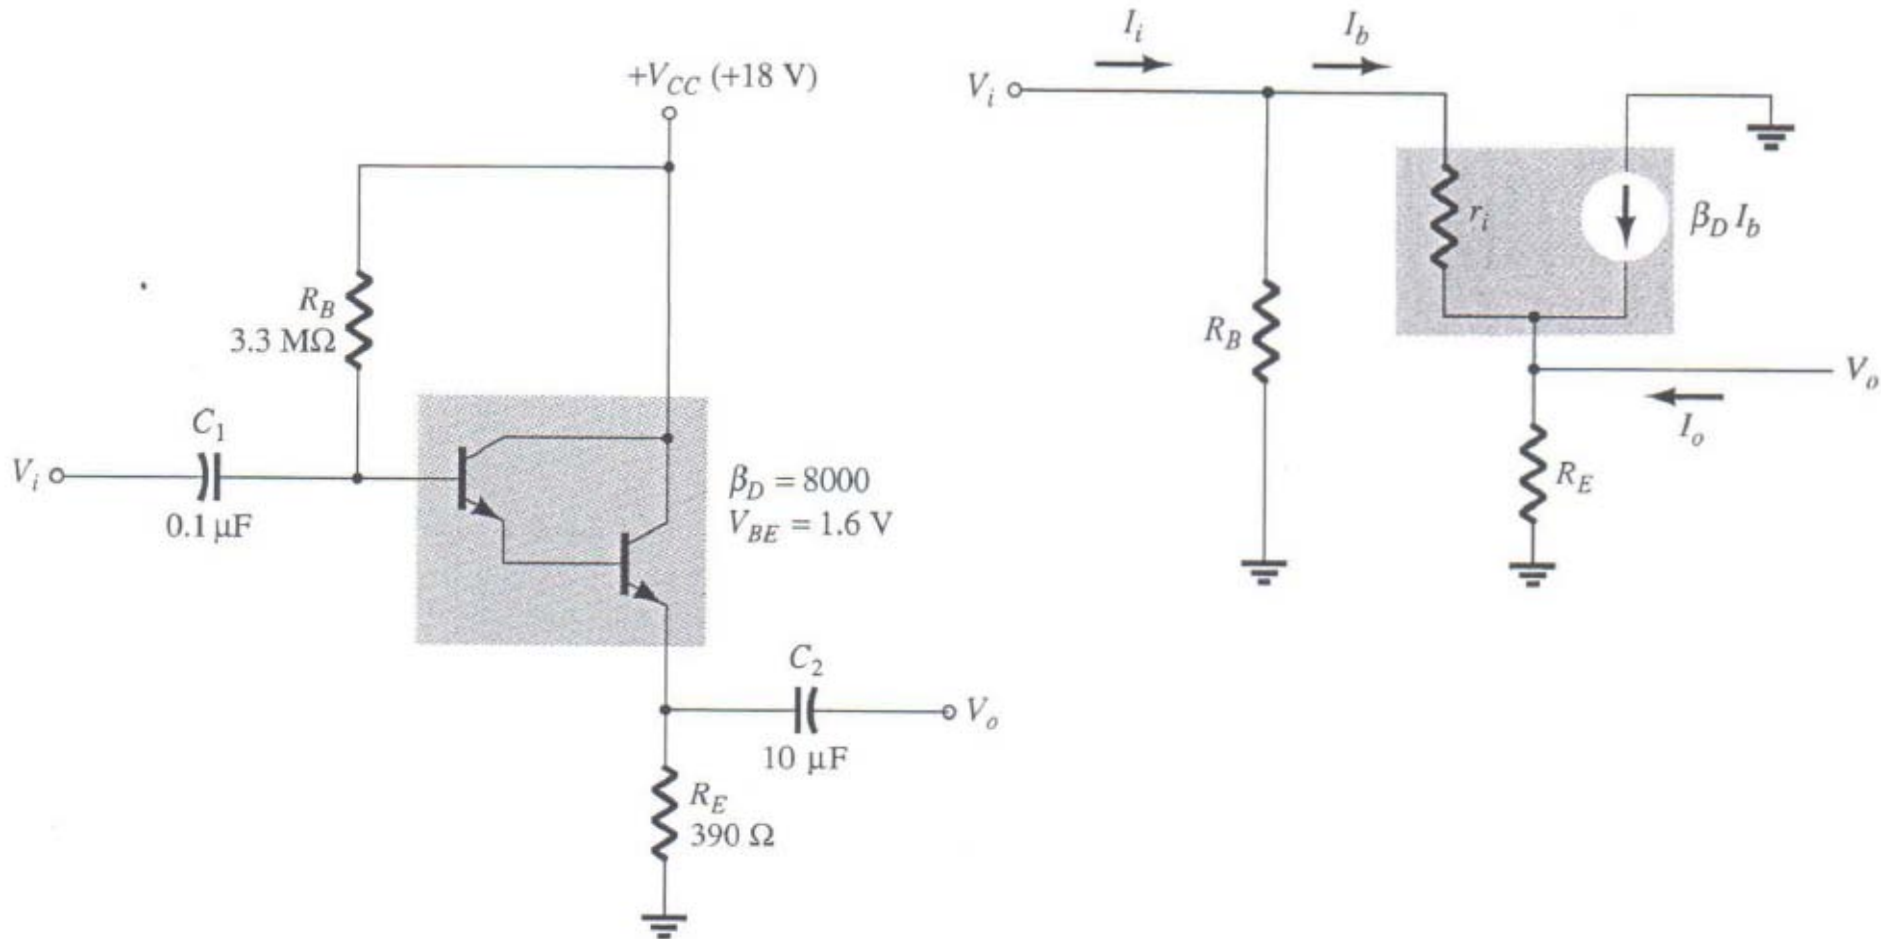 +V_CC (+18 V)
R_B
3.3 MΩ
C_1
V_i
0.1 μF
β_D = 8000
V_BE = 1.6 V
C_2
V_o
10 μF
R_E
390 Ω
I_i
I_b
V_i
r_i
β_D I_b
R_B
V_o
I_o
R_E